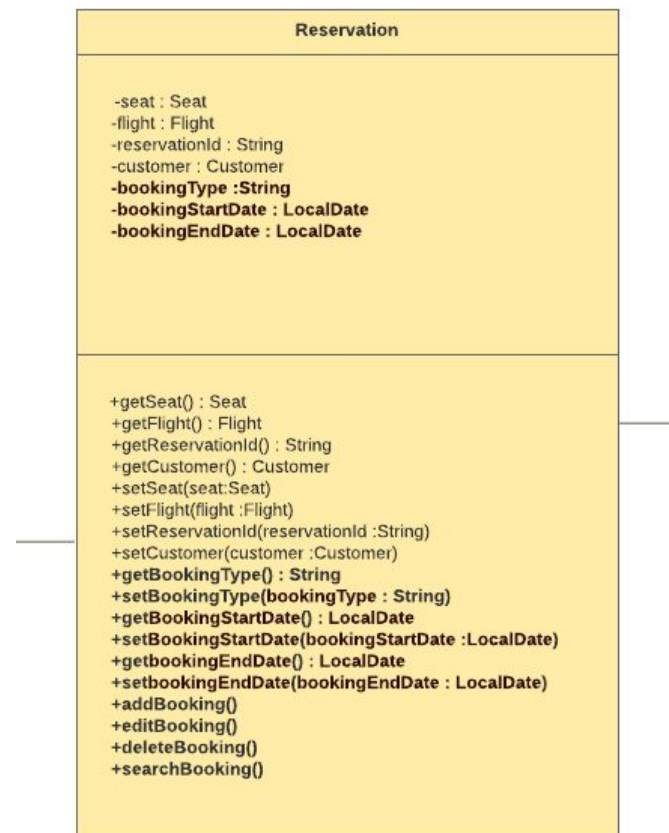 Reservation
-seat : Seat
-flight : Flight
-reservationId : String
-customer : Customer
-bookingType :String
-bookingStartDate : LocalDate
-bookingEndDate : LocalDate
+getSeat() : Seat
+getFlight() : Flight
+getReservationId() : String
+getCustomer() : Customer
+setSeat(seat:Seat)
+setFlight(flight :Flight)
+setReservationId(reservationId :String)
+setCustomer(customer :Customer)
+getBookingType() : String
+setBookingType(bookingType : String)
+getBookingStartDate() : LocalDate
+setBookingStartDate(bookingStartDate :LocalDate)
+getbookingEndDate() : LocalDate
+setbookingEndDate(bookingEndDate : LocalDate)
+addBooking()
+editBooking()
+deleteBooking()
+searchBooking()